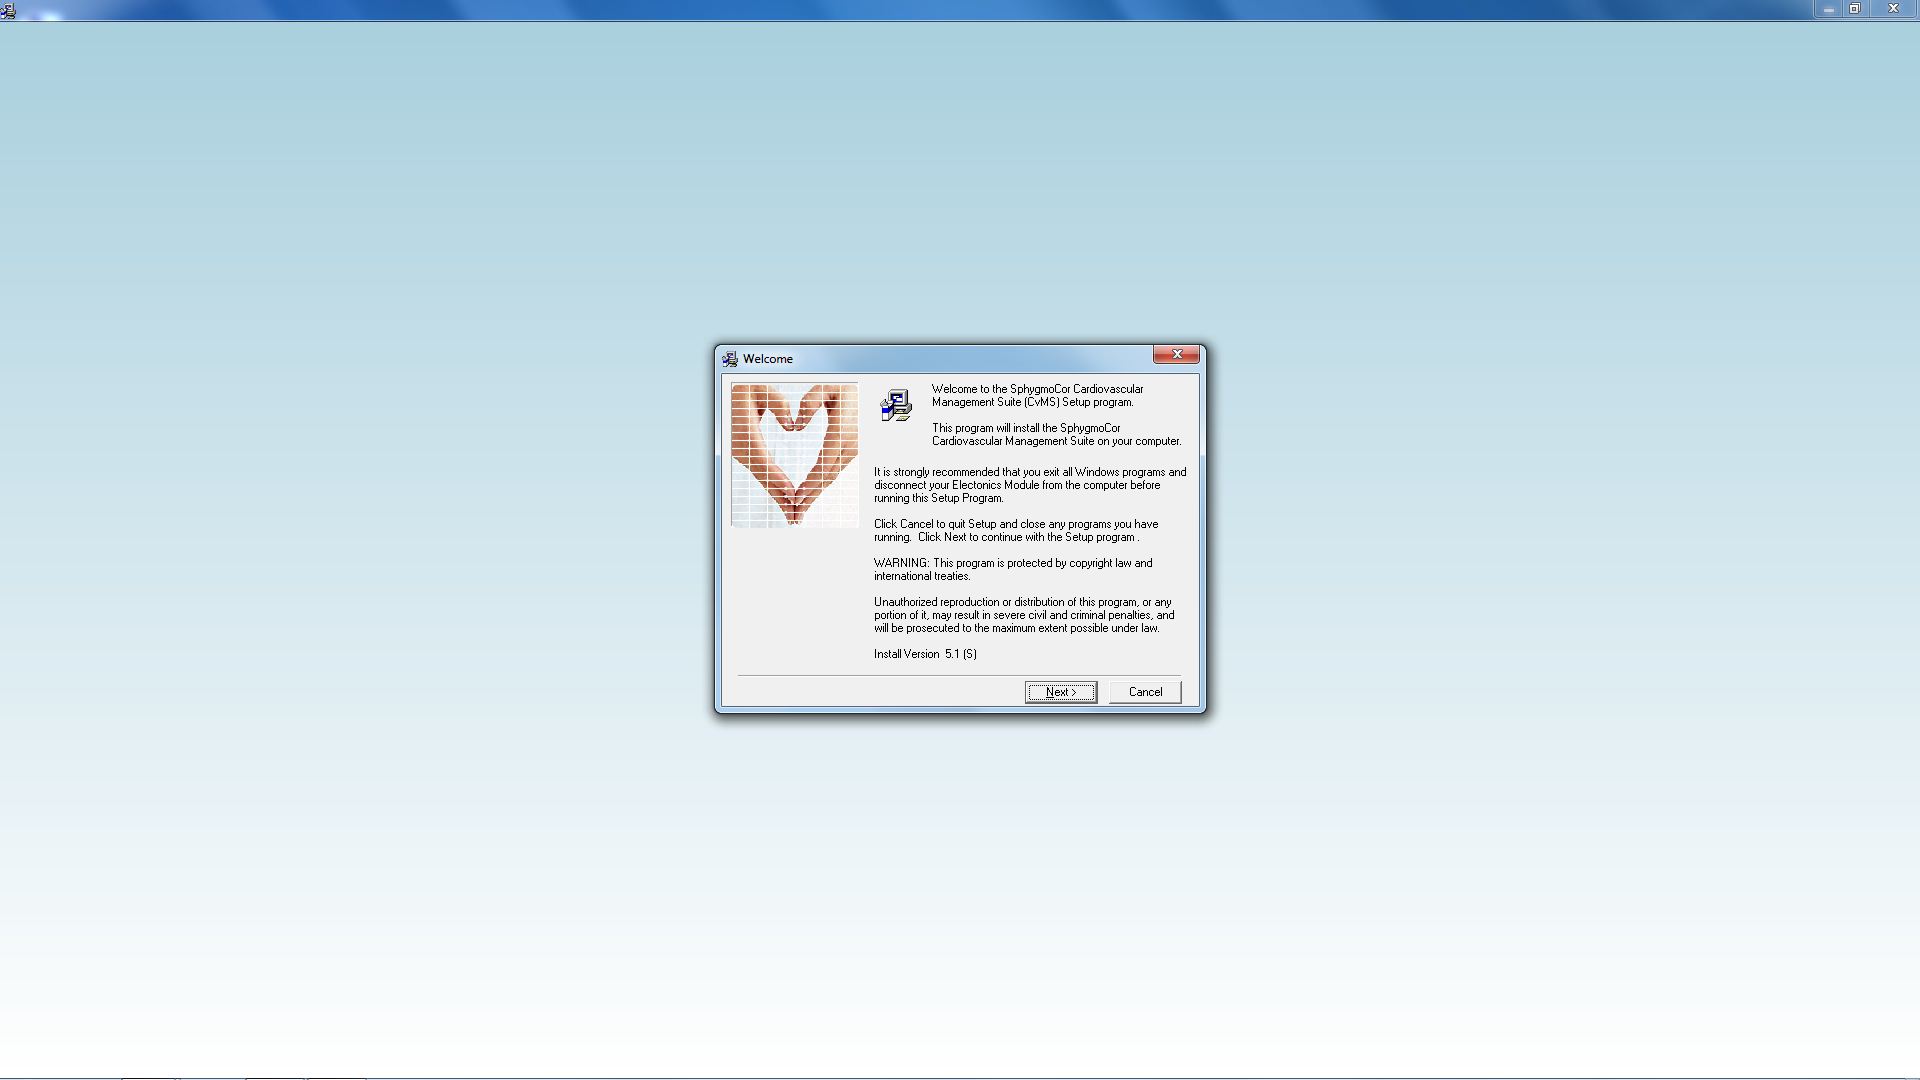 Welcome
Welcome to the SphygmoCor Cardiovascular
Management Suite (CvMS) Setup program.
This program will install the SphygmoCor
Cardiovascular Management Suite on your computer.
It is strongly recommended that you exit all Windows programs and
disconnect your Electonics Module from the computer before
running this Setup Program.
Click Cancel to quit Setup and close any programs you have
running.  Click Next to continue with the Setup program .
WARNING: This program is protected by copyright law and
international treaties.
Unauthorized reproduction or distribution of this program, or any
portion of it, may result in severe civil and criminal penalties, and
will be prosecuted to the maximum extent possible under law.
Install Version  5.1 (S)
Next >
Cancel